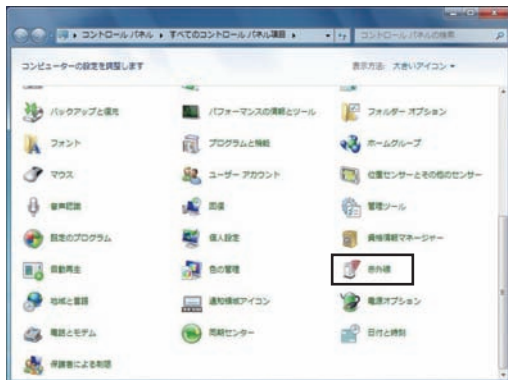 コントロール パネル ▸ すべてのコントロール パネル項目 ▸
コントロール パネルの検索
コンピューターの設定を調整します
表示方法: 大きいアイコン
バックアップと復元
パフォーマンスの情報とツール
フォルダー オプション
フォント
プログラムと機能
ホームグループ
マウス
ユーザー アカウント
位置センサーとその他のセンサー
音声認識
回復
管理ツール
既定のプログラム
個人設定
資格情報マネージャー
自動再生
色の管理
赤外線
地域と言語
通知領域アイコン
電源オプション
電話とモデム
同期センター
日付と時刻
保護者による制限